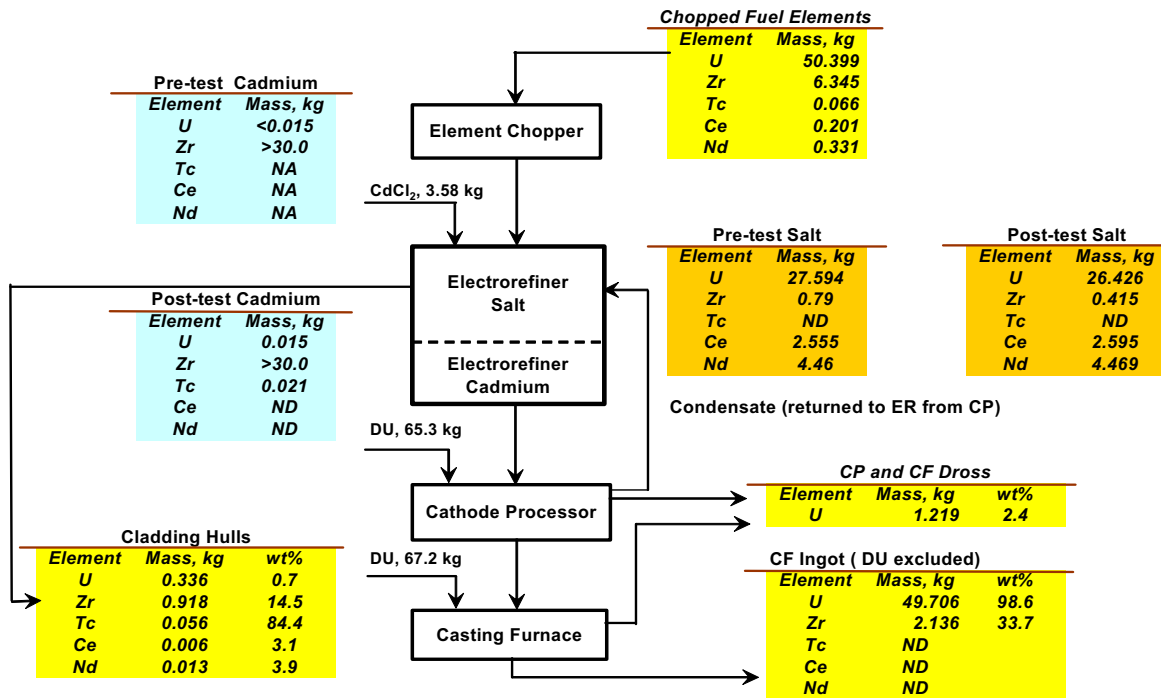 Chopped Fuel Elements
Element Mass, kg
U 50.399
Zr 6.345
Tc 0.066
Ce 0.201
Nd 0.331
Pre-test Cadmium
Element Mass, kg
U <0.015
Zr >30.0
Tc NA
Ce NA
Nd NA
Element Chopper
CdCl₂, 3.58 kg
Electrorefiner
Salt
Electrorefiner
Cadmium
Pre-test Salt
Element Mass, kg
U 27.594
Zr 0.79
Tc ND
Ce 2.555
Nd 4.46
Post-test Salt
Element Mass, kg
U 26.426
Zr 0.415
Tc ND
Ce 2.595
Nd 4.469
Post-test Cadmium
Element Mass, kg
U 0.015
Zr >30.0
Tc 0.021
Ce ND
Nd ND
Condensate (returned to ER from CP)
DU, 65.3 kg
Cathode Processor
CP and CF Dross
Element Mass, kg wt%
U 1.219 2.4
Cladding Hulls
Element Mass, kg wt%
U 0.336 0.7
Zr 0.918 14.5
Tc 0.056 84.4
Ce 0.006 3.1
Nd 0.013 3.9
DU, 67.2 kg
Casting Furnace
CF Ingot ( DU excluded)
Element Mass, kg wt%
U 49.706 98.6
Zr 2.136 33.7
Tc ND
Ce ND
Nd ND